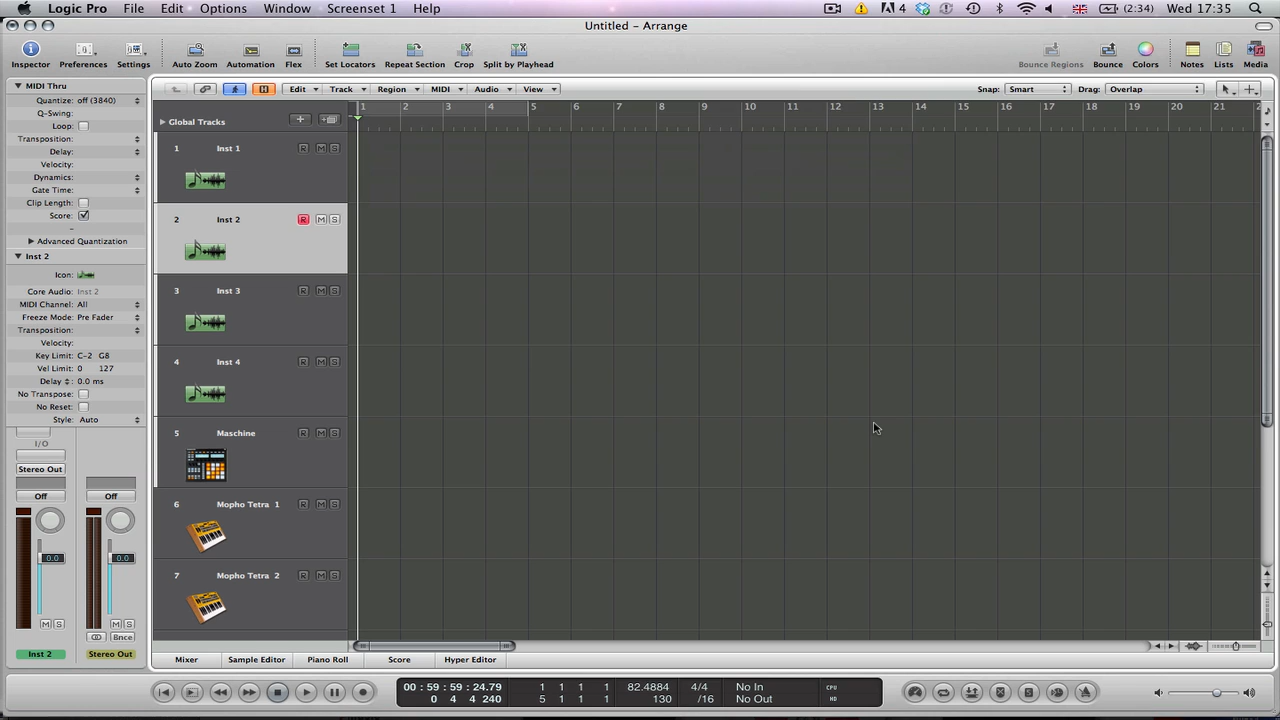 Logic Pro File Edit Options Window Screenset 1 Help 4 (2:34) Wed 17:35
Untitled – Arrange
Inspector Preferences Settings Auto Zoom Automation Flex Set Locators Repeat Section Crop Split by Playhead Bounce Regions Bounce Colors Notes Lists Media
MIDI Thru
Quantize: off (3840)
Q-Swing:
Loop:
Transposition:
Delay:
Velocity:
Dynamics:
Gate Time:
Clip Length:
Score:
–
Advanced Quantization
Inst 2
Icon:
Core Audio: Inst 2
MIDI Channel: All
Freeze Mode: Pre Fader
Transposition:
Velocity:
Key Limit: C-2 G8
Vel Limit: 0 127
Delay 0.0 ms
No Transpose:
No Reset:
Style: Auto
I/O
Stereo Out
Off Off
0.0 0.0
M S M S
Bnce
Inst 2 Stereo Out
Edit Track Region MIDI Audio View Snap: Smart Drag: Overlap
1 2 3 4 5 6 7 8 9 10 11 12 13 14 15 16 17 18 19 20 21 2
Global Tracks
1 Inst 1 R M S
2 Inst 2 R M S
3 Inst 3 R M S
4 Inst 4 R M S
5 Maschine R M S
6 Mopho Tetra 1 R M S
7 Mopho Tetra 2 R M S
Mixer Sample Editor Piano Roll Score Hyper Editor
00 : 59 : 59 : 24.79 1 1 1 1 82.4884 4/4 No In CPU
0 4 4 240 5 1 1 1 130 /16 No Out HD